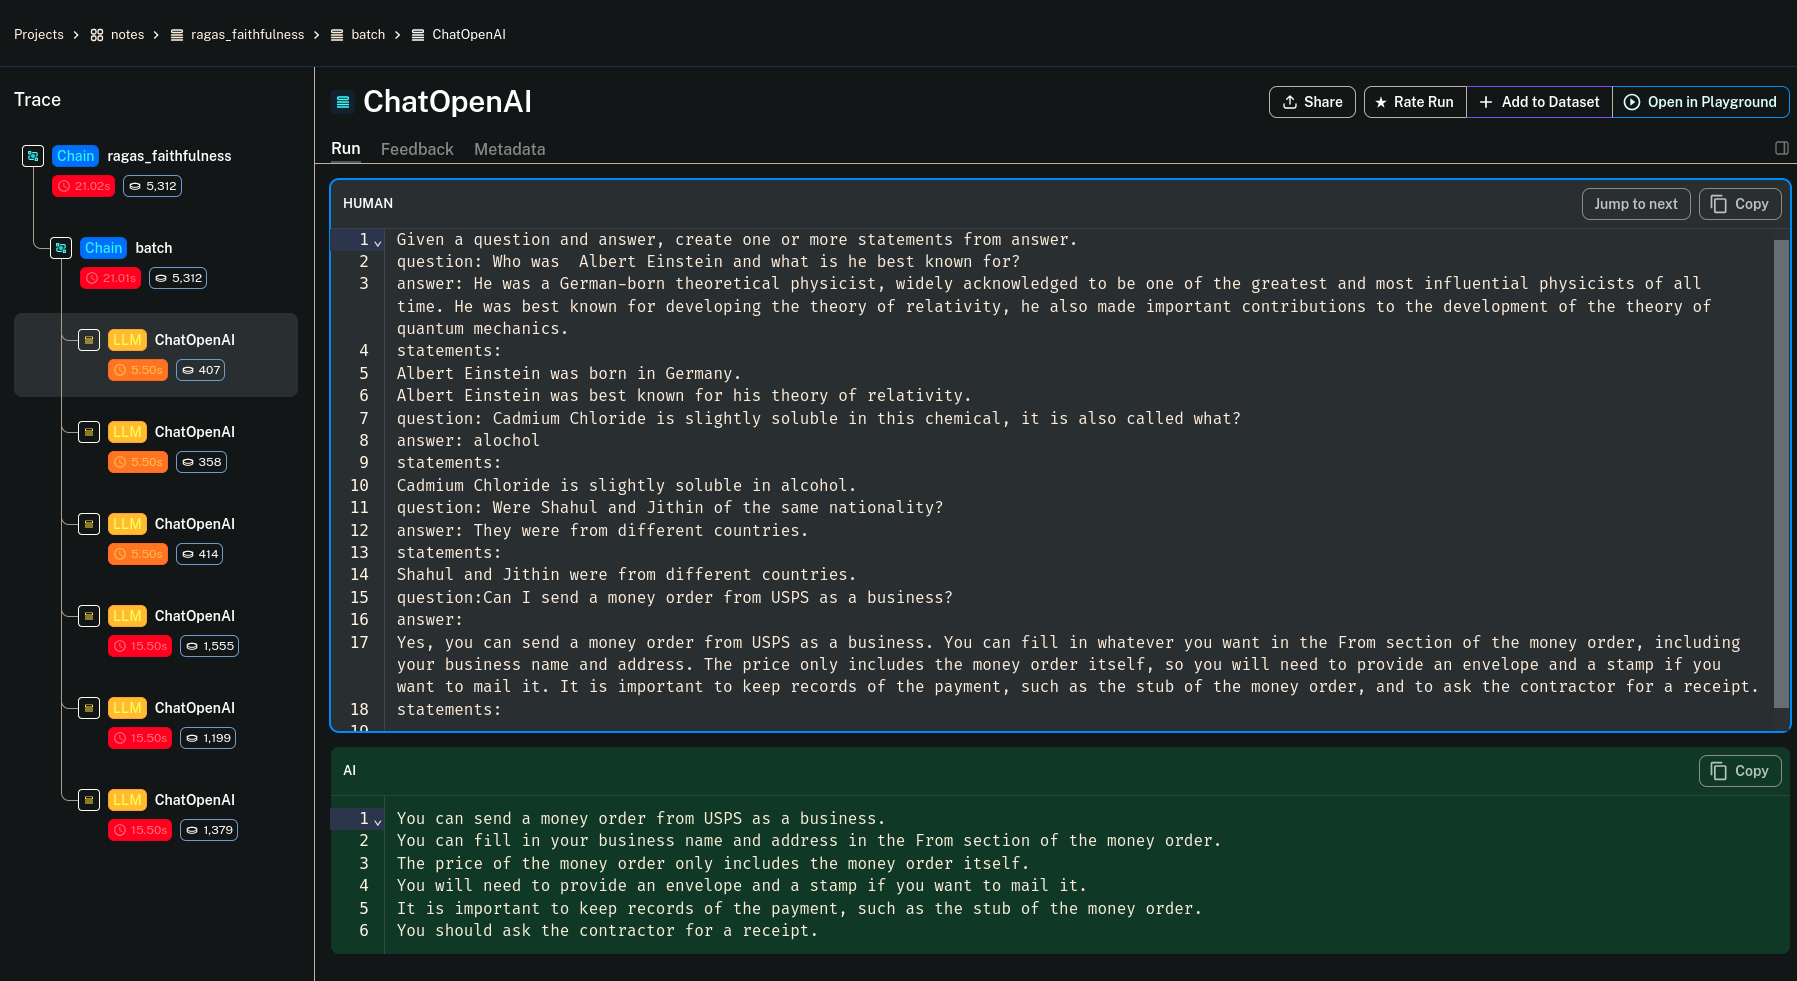 Projects > notes > ragas_faithfulness > batch > ChatOpenAI
Trace
Chain ragas_faithfulness
21.02s 5,312
Chain batch
21.01s 5,312
LLM ChatOpenAI
5.50s 407
LLM ChatOpenAI
5.50s 358
LLM ChatOpenAI
5.50s 414
LLM ChatOpenAI
15.50s 1,555
LLM ChatOpenAI
15.50s 1,199
LLM ChatOpenAI
15.50s 1,379
ChatOpenAI
Share Rate Run Add to Dataset Open in Playground
Run Feedback Metadata
HUMAN Jump to next Copy
1 Given a question and answer, create one or more statements from answer.
2 question: Who was  Albert Einstein and what is he best known for?
3 answer: He was a German-born theoretical physicist, widely acknowledged to be one of the greatest and most influential physicists of all
time. He was best known for developing the theory of relativity, he also made important contributions to the development of the theory of
quantum mechanics.
4 statements:
5 Albert Einstein was born in Germany.
6 Albert Einstein was best known for his theory of relativity.
7 question: Cadmium Chloride is slightly soluble in this chemical, it is also called what?
8 answer: alochol
9 statements:
10 Cadmium Chloride is slightly soluble in alcohol.
11 question: Were Shahul and Jithin of the same nationality?
12 answer: They were from different countries.
13 statements:
14 Shahul and Jithin were from different countries.
15 question:Can I send a money order from USPS as a business?
16 answer:
17 Yes, you can send a money order from USPS as a business. You can fill in whatever you want in the From section of the money order, including
your business name and address. The price only includes the money order itself, so you will need to provide an envelope and a stamp if you
want to mail it. It is important to keep records of the payment, such as the stub of the money order, and to ask the contractor for a receipt.
18 statements:
19
AI Copy
1 You can send a money order from USPS as a business.
2 You can fill in your business name and address in the From section of the money order.
3 The price of the money order only includes the money order itself.
4 You will need to provide an envelope and a stamp if you want to mail it.
5 It is important to keep records of the payment, such as the stub of the money order.
6 You should ask the contractor for a receipt.